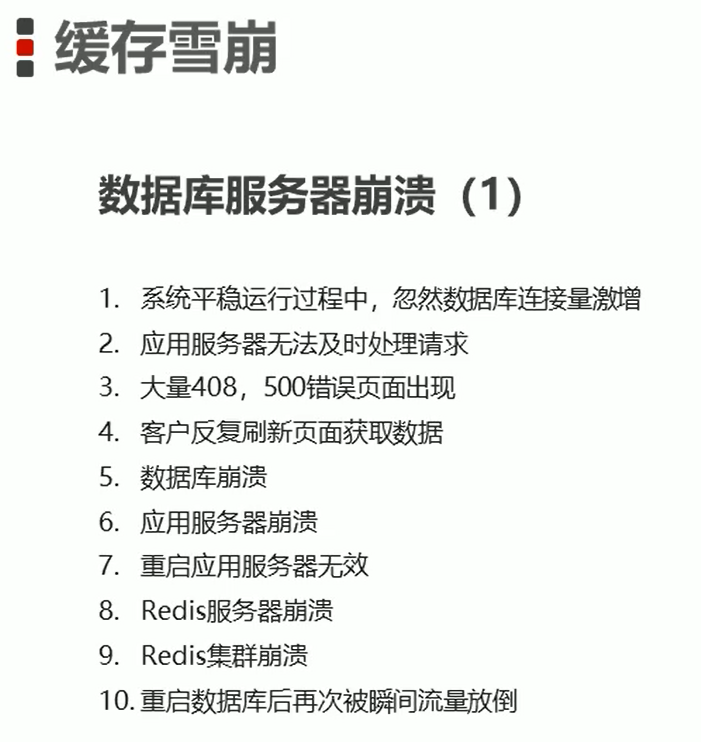 缓存雪崩
数据库服务器崩溃（1）
1. 系统平稳运行过程中，忽然数据库连接量激增
2. 应用服务器无法及时处理请求
3. 大量408，500错误页面出现
4. 客户反复刷新页面获取数据
5. 数据库崩溃
6. 应用服务器崩溃
7. 重启应用服务器无效
8. Redis服务器崩溃
9. Redis集群崩溃
10. 重启数据库后再次被瞬间流量放倒